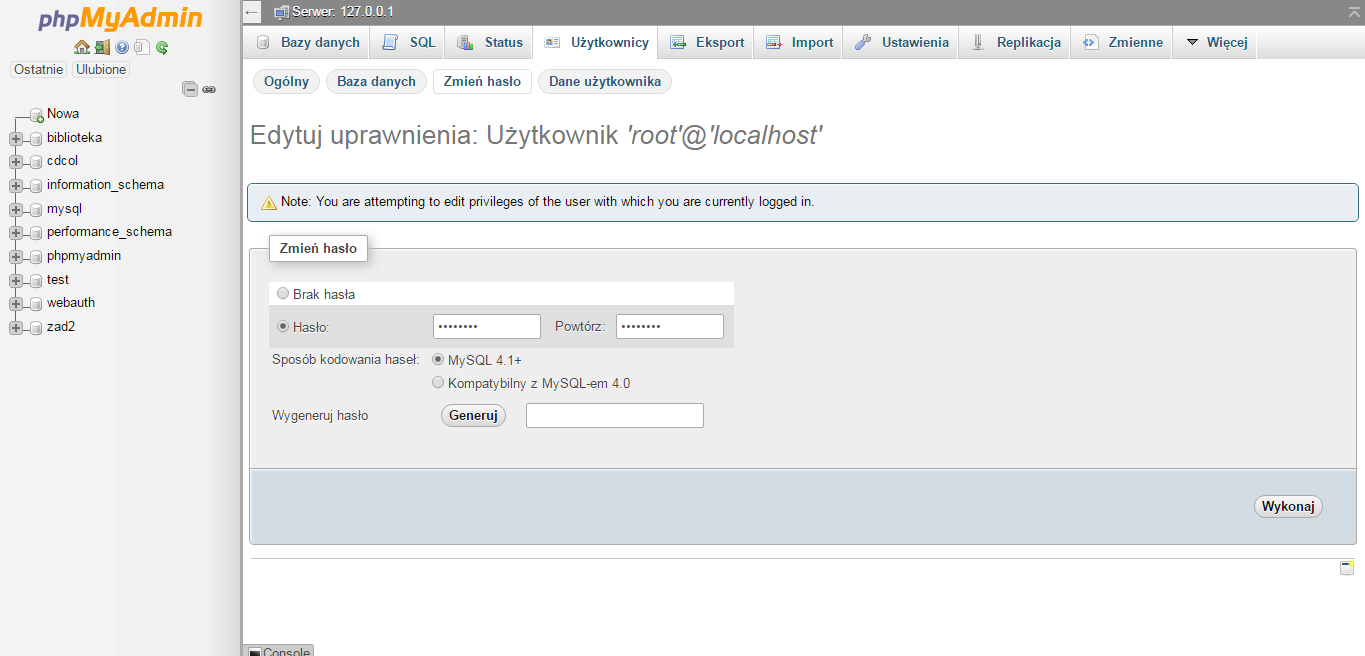 phpMyAdmin
Ostatnie Ulubione
Nowa
biblioteka
cdcol
information_schema
mysql
performance_schema
phpmyadmin
test
webauth
zad2
Serwer: 127.0.0.1
Bazy danych SQL Status Użytkownicy Eksport Import Ustawienia Replikacja Zmienne Więcej
Ogólny Baza danych Zmień hasło Dane użytkownika
Edytuj uprawnienia: Użytkownik 'root'@'localhost'
Note: You are attempting to edit privileges of the user with which you are currently logged in.
Zmień hasło
Brak hasła
Hasło: •••••••• Powtórz: ••••••••
Sposób kodowania haseł: MySQL 4.1+
Kompatybilny z MySQL-em 4.0
Wygeneruj hasło Generuj
Wykonaj
Console